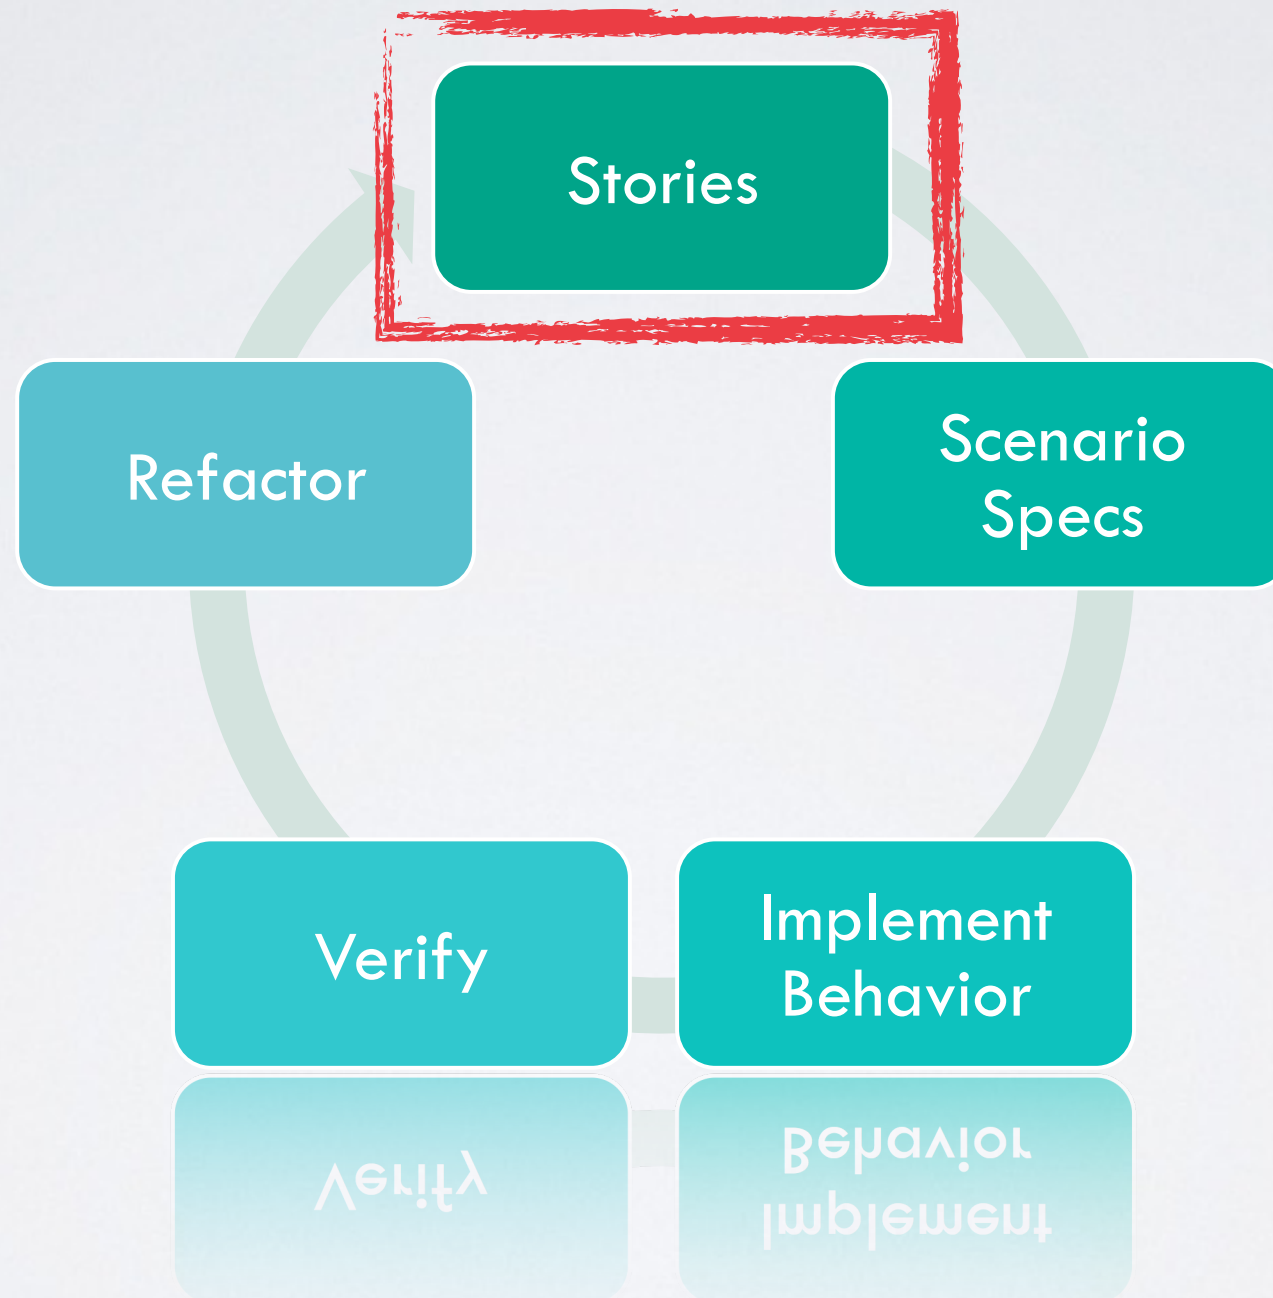 Stories
Refactor
Scenario
Specs
Verify
Implement
Behavior